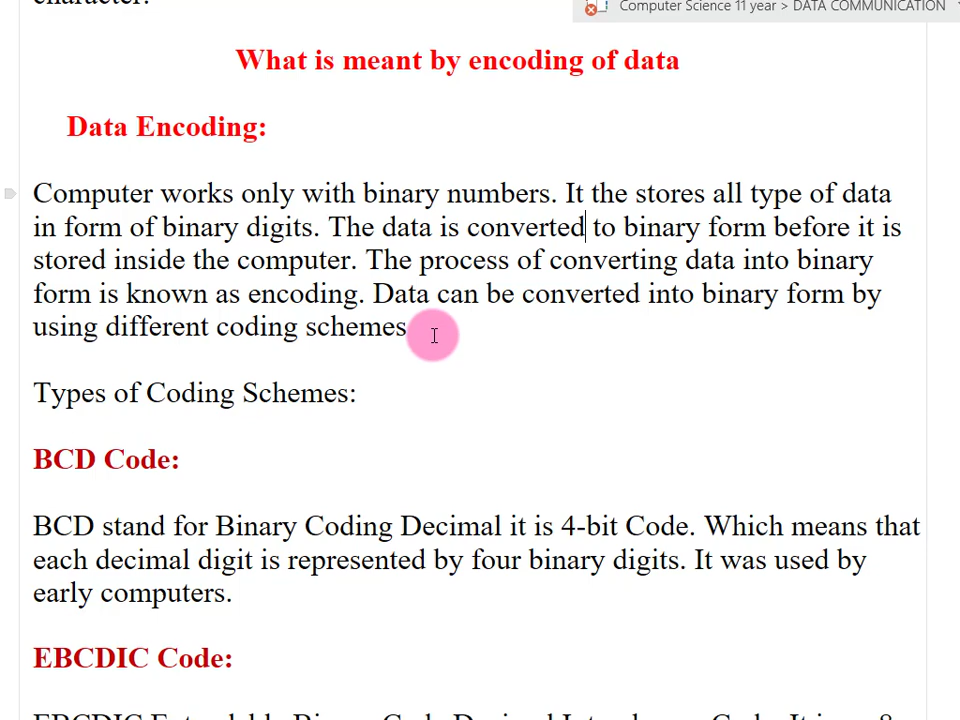 Computer Science 11 year > DATA COMMUNICATION
What is meant by encoding of data
Data Encoding:
Computer works only with binary numbers. It the stores all type of data
in form of binary digits. The data is converted to binary form before it is
stored inside the computer. The process of converting data into binary
form is known as encoding. Data can be converted into binary form by
using different coding schemes
Types of Coding Schemes:
BCD Code:
BCD stand for Binary Coding Decimal it is 4-bit Code. Which means that
each decimal digit is represented by four binary digits. It was used by
early computers.
EBCDIC Code: